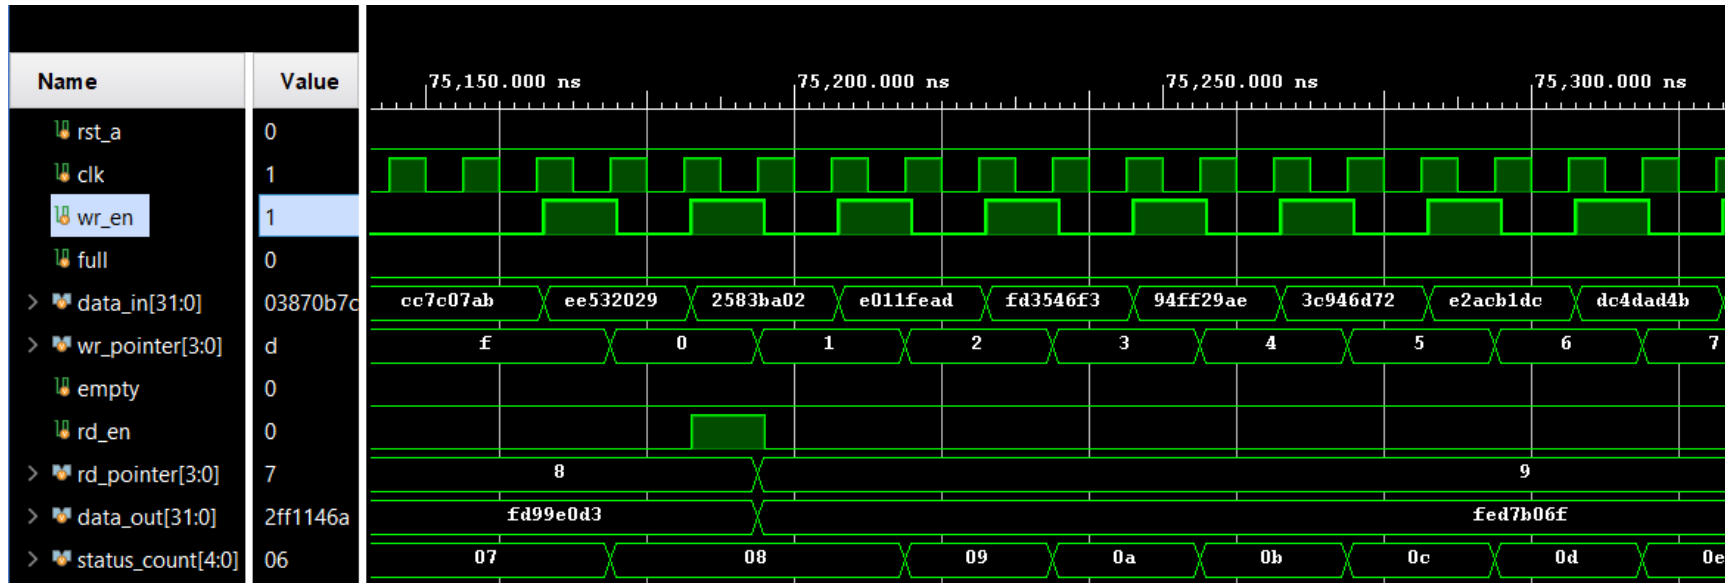 Name Value 75,150.000 ns 75,200.000 ns 75,250.000 ns 75,300.000 ns
rst_a 0
clk 1
wr_en 1
full 0
data_in[31:0] 03870b7c cc7c07ab ee532029 2583ba02 e011fead fd3546f3 94ff29ae 3c946d72 e2acb1dc dc4dad4b
wr_pointer[3:0] d f 0 1 2 3 4 5 6 7
empty 0
rd_en 0
rd_pointer[3:0] 7 8 9
data_out[31:0] 2ff1146a fd99e0d3 fed7b06f
status_count[4:0] 06 07 08 09 0a 0b 0c 0d 0e